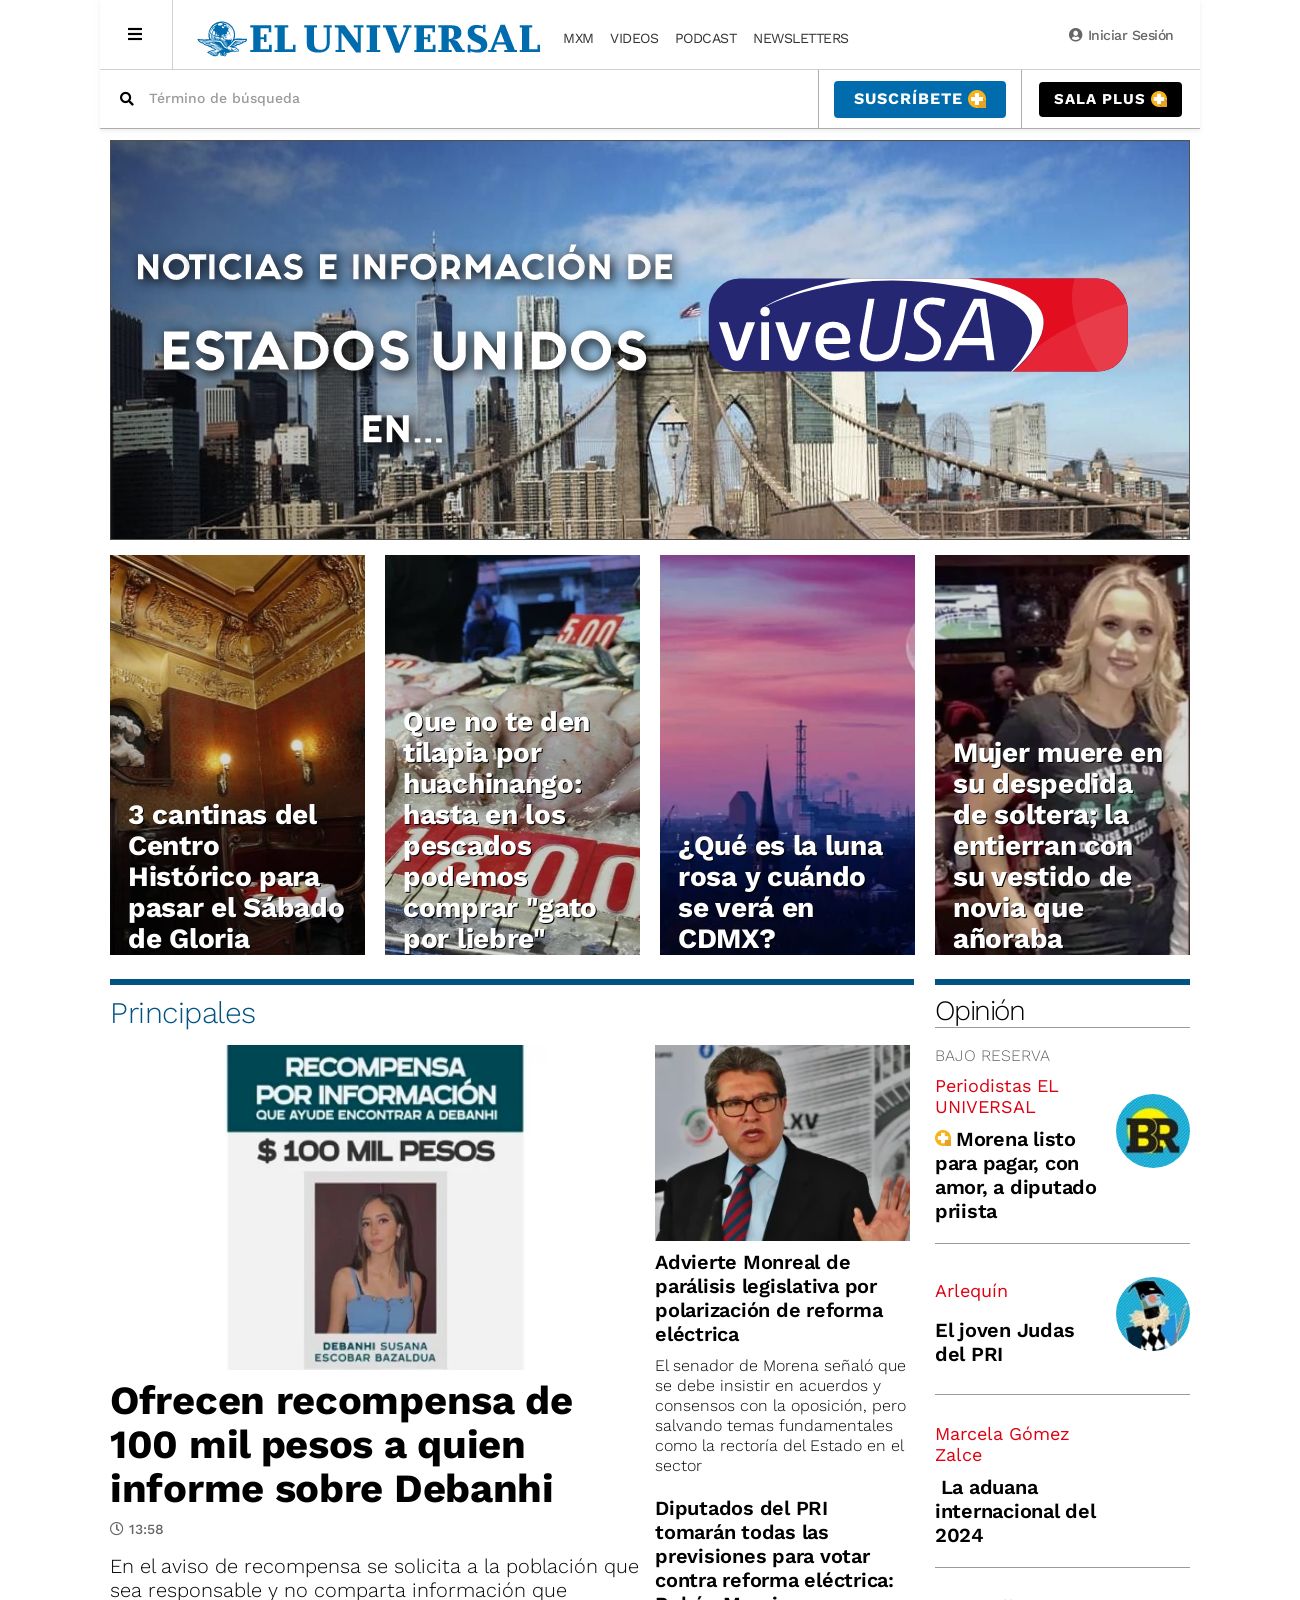 EL UNIVERSAL
MXM VIDEOS PODCAST NEWSLETTERS
Iniciar Sesión
Término de búsqueda
SUSCRÍBETE
SALA PLUS
NOTICIAS E INFORMACIÓN DE
ESTADOS UNIDOS
EN...
viveUSA
3 cantinas del
Centro
Histórico para
pasar el Sábado
de Gloria
5.00
Que no te den
tilapia por
huachinango:
hasta en los
pescados
podemos
comprar "gato
por liebre"
¿Qué es la luna
rosa y cuándo
se verá en
CDMX?
Mujer muere en
su despedida
de soltera; la
entierran con
su vestido de
novia que
añoraba
Principales
RECOMPENSA
POR INFORMACIÓN
QUE AYUDE ENCONTRAR A DEBANHI
$ 100 MIL PESOS
DEBANHI SUSANA
ESCOBAR BAZALDUA
Ofrecen recompensa de
100 mil pesos a quien
informe sobre Debanhi
13:58
En el aviso de recompensa se solicita a la población que
sea responsable y no comparta información que
LXV
Advierte Monreal de
parálisis legislativa por
polarización de reforma
eléctrica
El senador de Morena señaló que
se debe insistir en acuerdos y
consensos con la oposición, pero
salvando temas fundamentales
como la rectoría del Estado en el
sector
Diputados del PRI
tomarán todas las
previsiones para votar
contra reforma eléctrica:
Opinión
BAJO RESERVA
Periodistas EL
UNIVERSAL
Morena listo
para pagar, con
amor, a diputado
priista
BR
Arlequín
El joven Judas
del PRI
Marcela Gómez
Zalce
La aduana
internacional del
2024